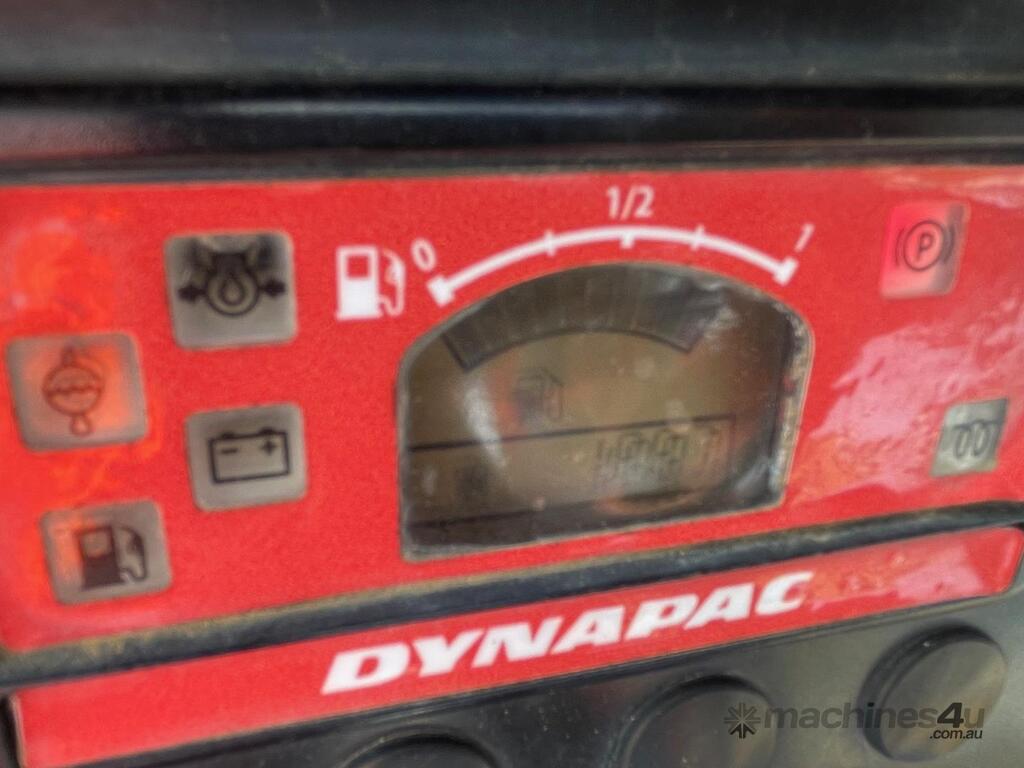 1/2
0 1
P
- +
DYNAPAC
machines4u
.com.au